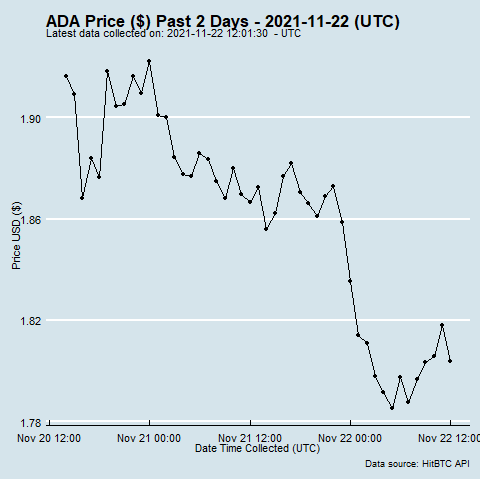 ADA Price ($) Past 2 Days - 2021-11-22 (UTC)
Latest data collected on: 2021-11-22 12:01:30 - UTC
1.90
1.86
1.82
1.78
Price USD ($)
Nov 20 12:00 Nov 21 00:00 Nov 21 12:00 Nov 22 00:00 Nov 22 12:00
Date Time Collected (UTC)
Data source: HitBTC API